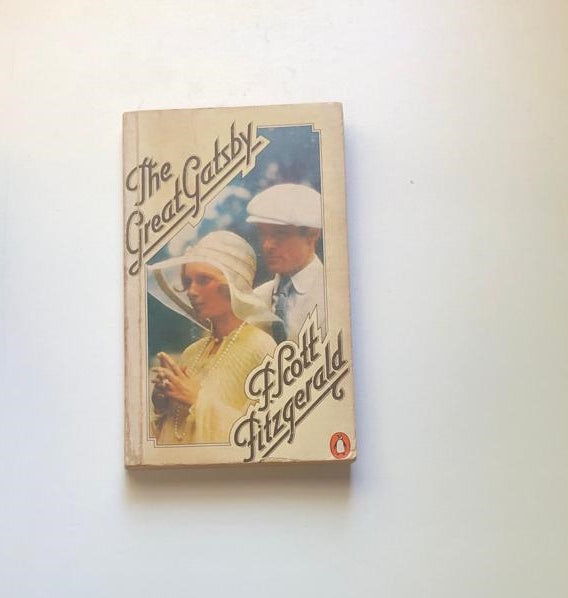 The
Great Gatsby
F. Scott
Fitzgerald